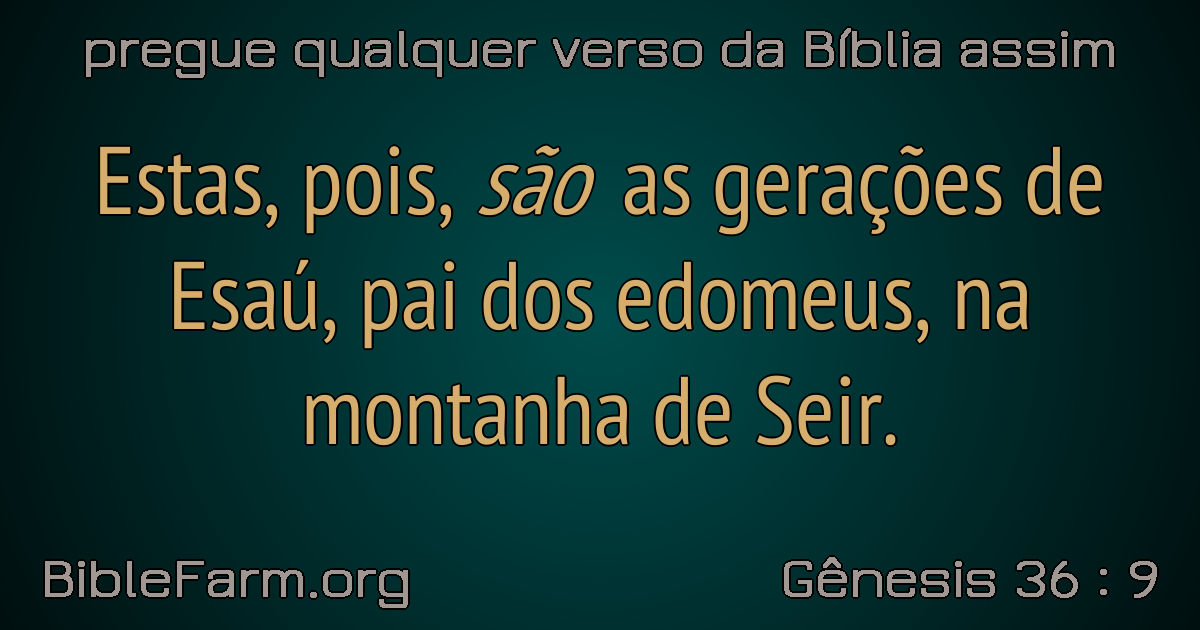 pregue qualquer verso da Bíblia assim
Estas, pois, são as gerações de
Esaú, pai dos edomeus, na
montanha de Seir.
BibleFarm.org
Gênesis 36 : 9